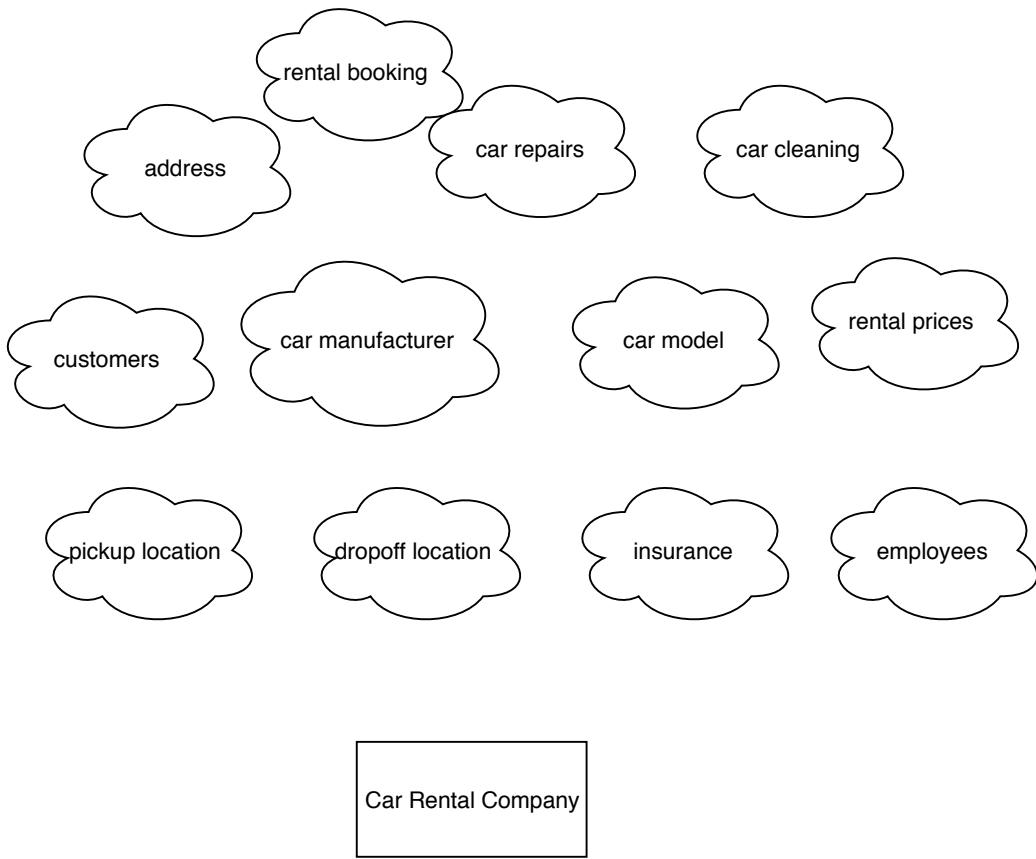 rental booking
address
car repairs
car cleaning
customers
car manufacturer
car model
rental prices
pickup location
dropoff location
insurance
employees
Car Rental Company